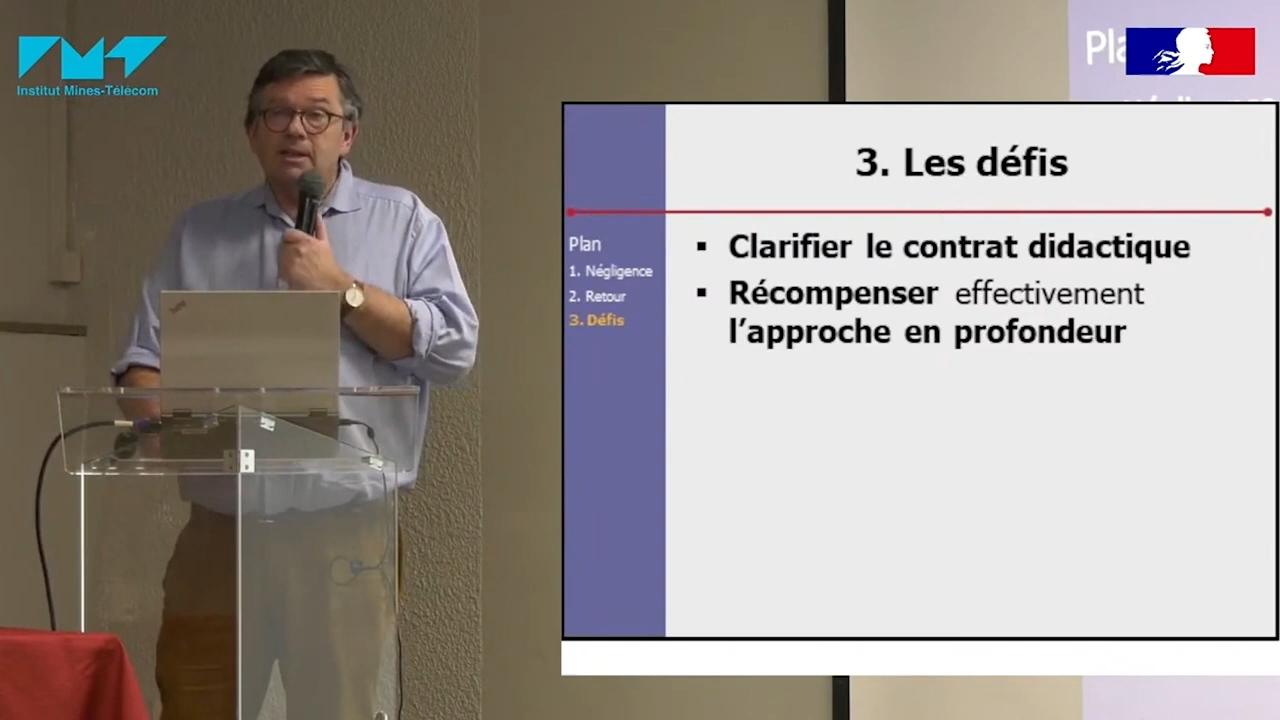 Institut Mines-Télécom
Pla
3. Les défis
Plan
1. Négligence
2. Retour
3. Défis
▪ Clarifier le contrat didactique
▪ Récompenser effectivement
l’approche en profondeur